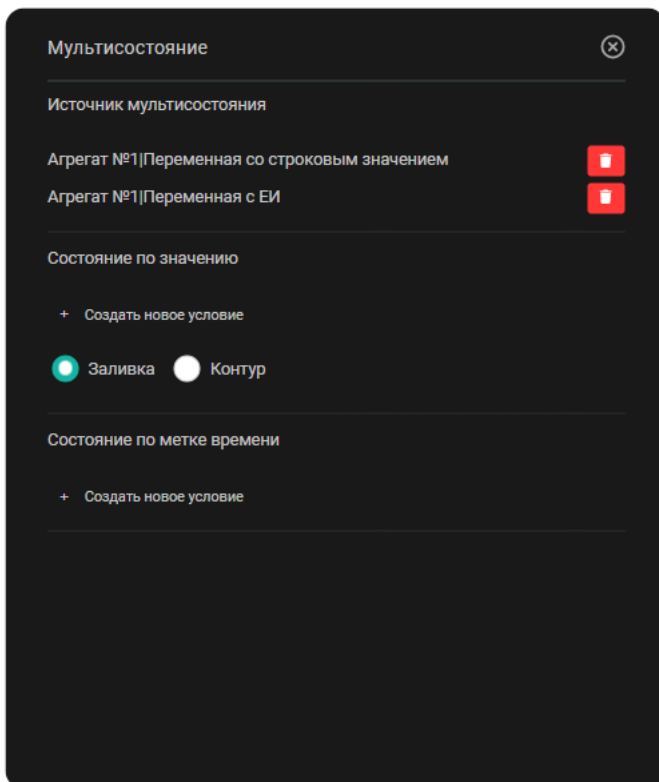 Мультисостояние
Источник мультисостояния
Агрегат №1|Переменная со строковым значением
Агрегат №1|Переменная с ЕИ
Состояние по значению
+ Создать новое условие
Заливка Контур
Состояние по метке времени
+ Создать новое условие